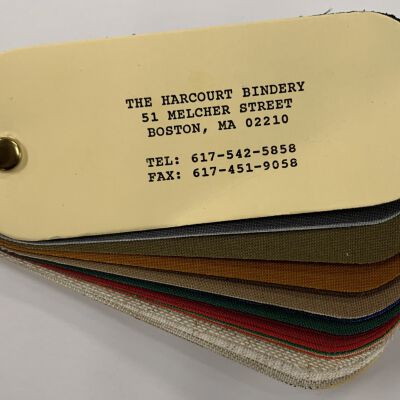 THE HARCOURT BINDERY
51 MELCHER STREET
BOSTON, MA 02210
TEL: 617-542-5858
FAX: 617-451-9058